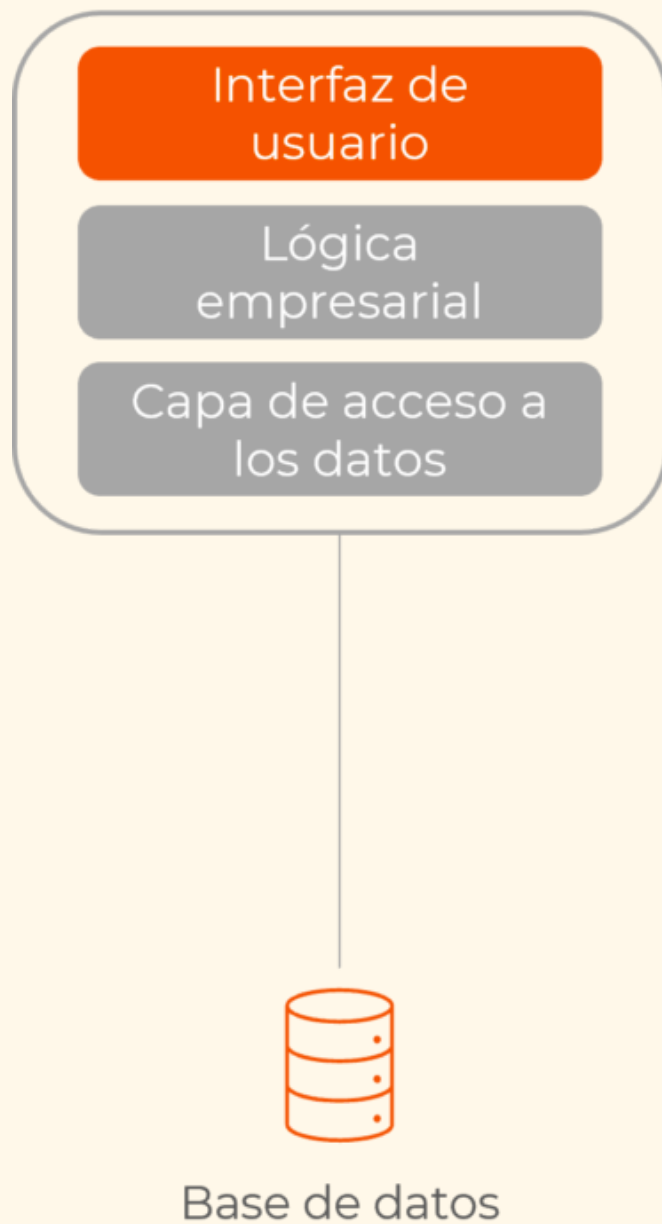 Interfaz de
usuario
Lógica
empresarial
Capa de acceso a
los datos
Base de datos